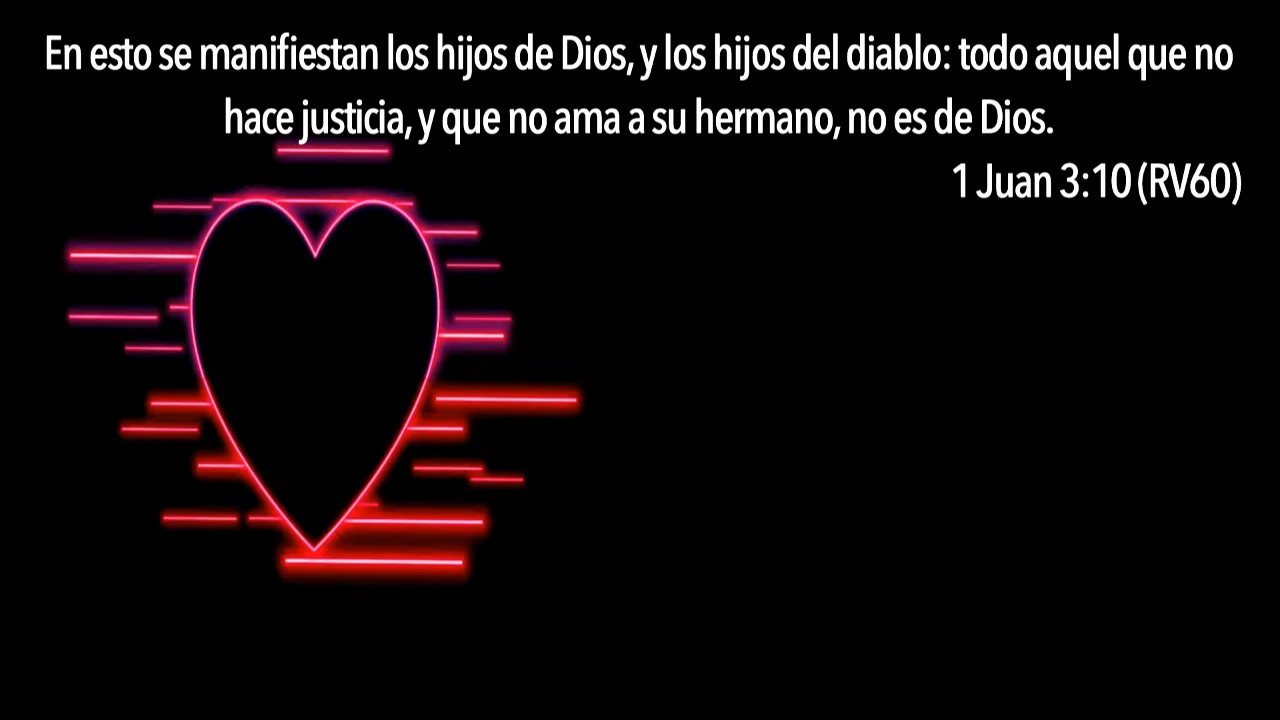 En esto se manifiestan los hijos de Dios, y los hijos del diablo: todo aquel que no
hace justicia, y que no ama a su hermano, no es de Dios.
1 Juan 3:10 (RV60)